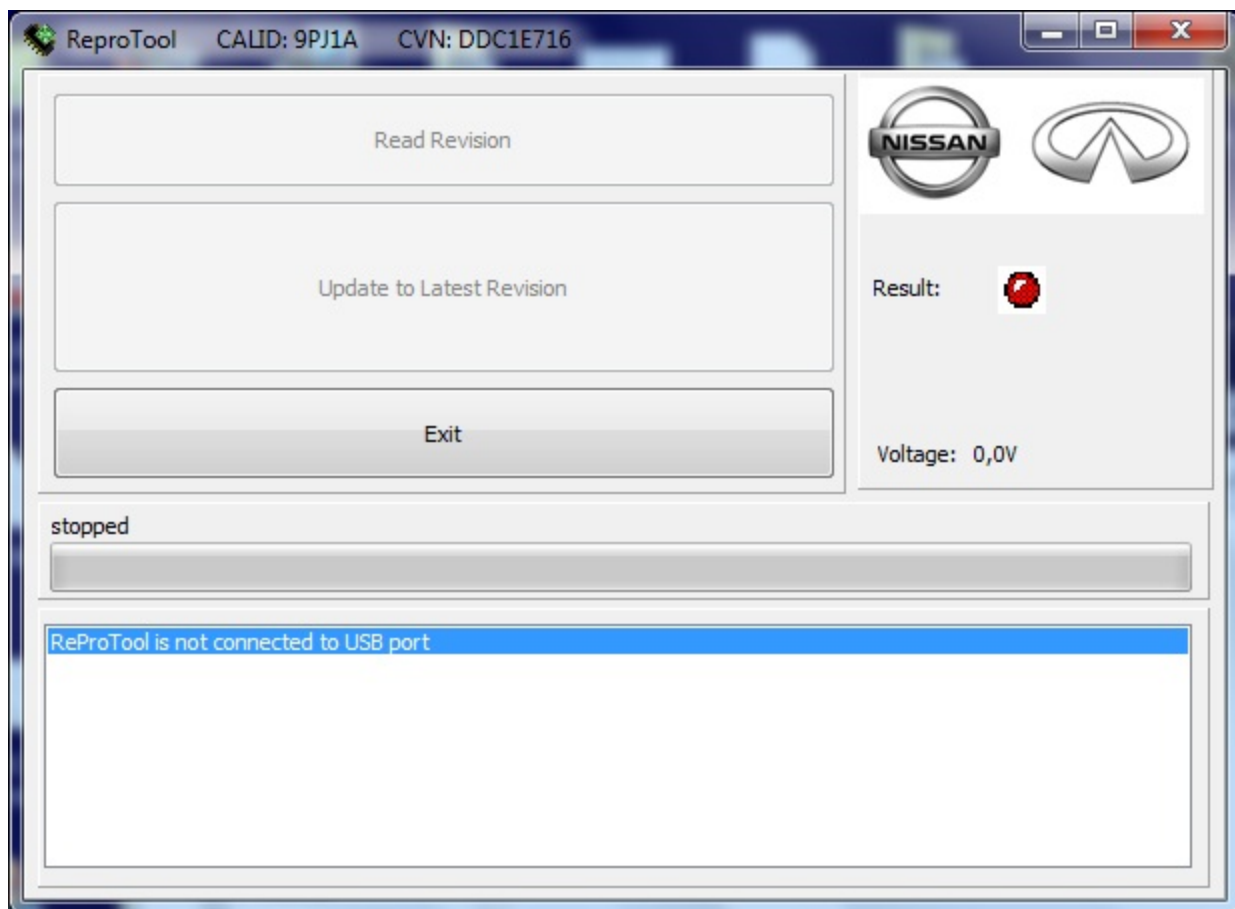 ReproTool CALID: 9PJ1A CVN: DDC1E716
Read Revision
Update to Latest Revision
Exit
NISSAN
Result:
Voltage: 0,0V
stopped
ReProTool is not connected to USB port